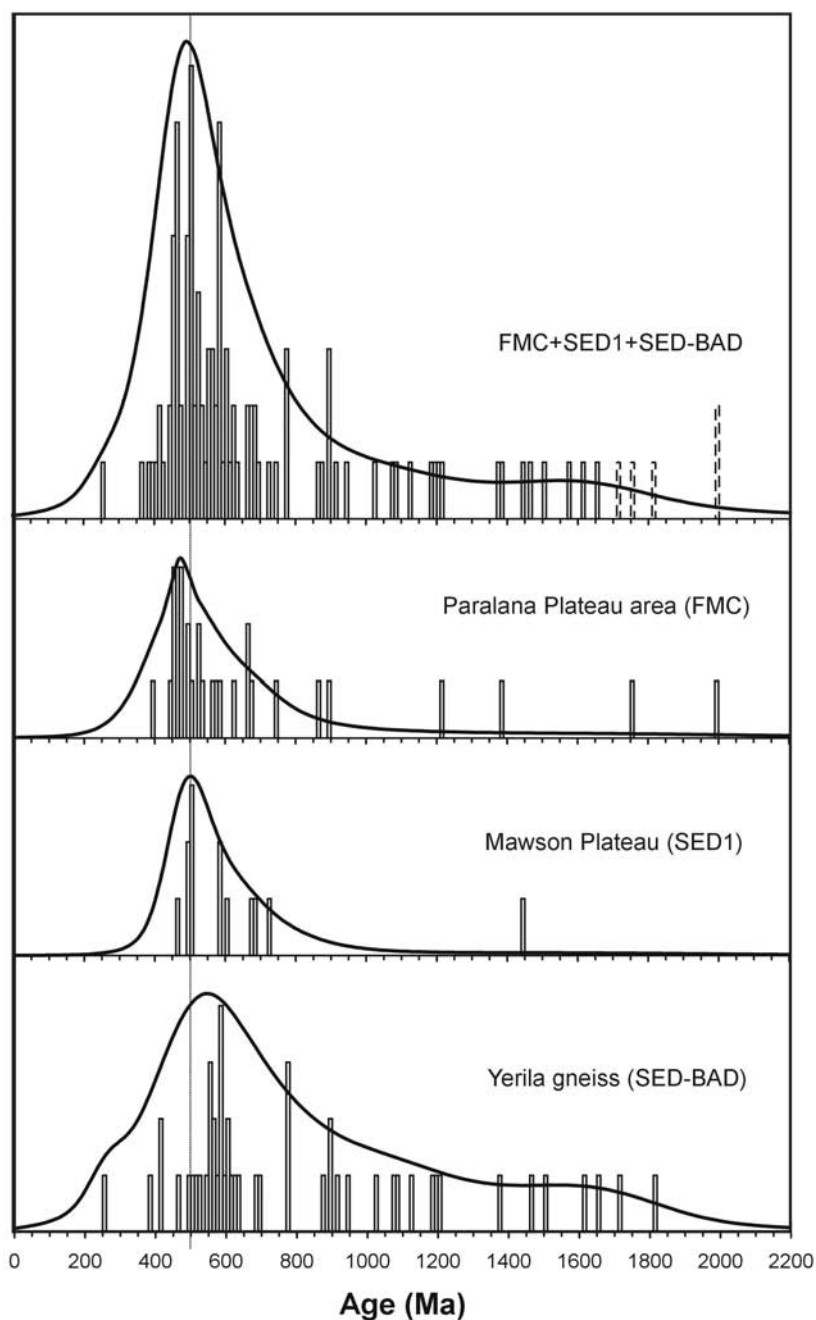 FMC+SED1+SED-BAD
Paralana Plateau area (FMC)
Mawson Plateau (SED1)
Yerila gneiss (SED-BAD)
0 200 400 600 800 1000 1200 1400 1600 1800 2000 2200
Age (Ma)